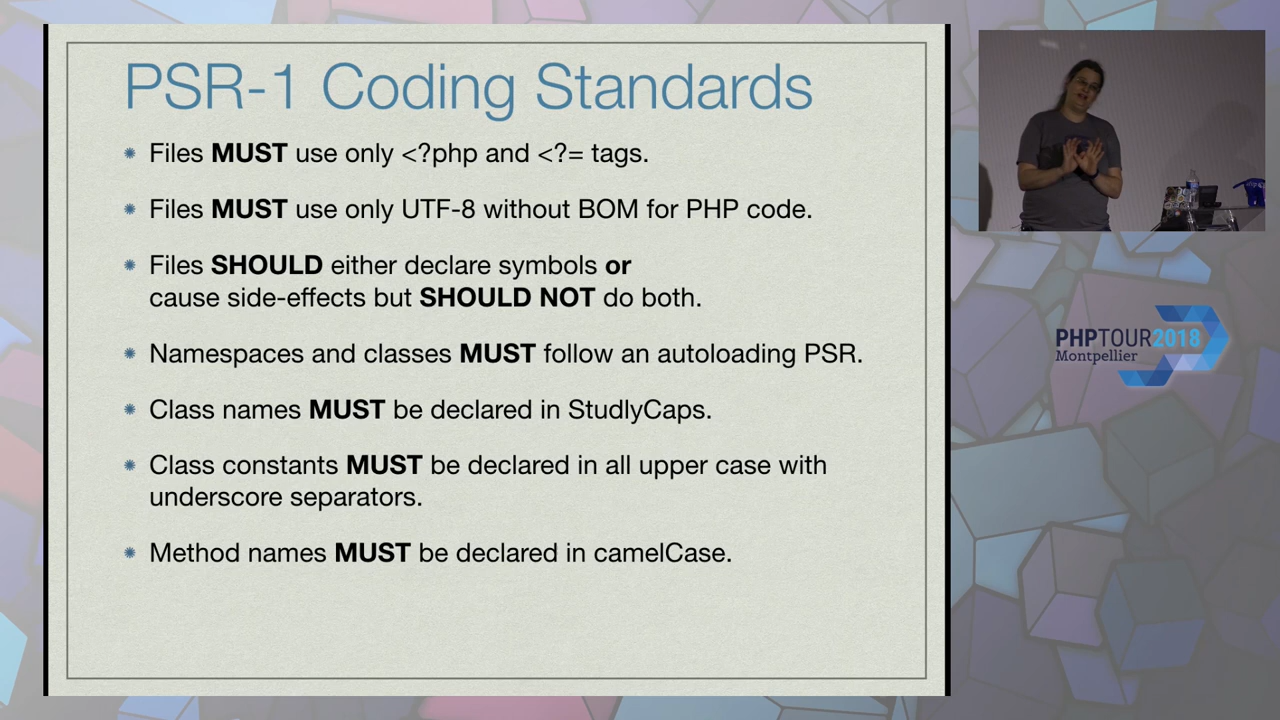 PSR-1 Coding Standards
Files MUST use only <?php and <?= tags.
Files MUST use only UTF-8 without BOM for PHP code.
Files SHOULD either declare symbols or
cause side-effects but SHOULD NOT do both.
Namespaces and classes MUST follow an autoloading PSR.
Class names MUST be declared in StudlyCaps.
Class constants MUST be declared in all upper case with
underscore separators.
Method names MUST be declared in camelCase.
PHPTOUR2018
Montpellier